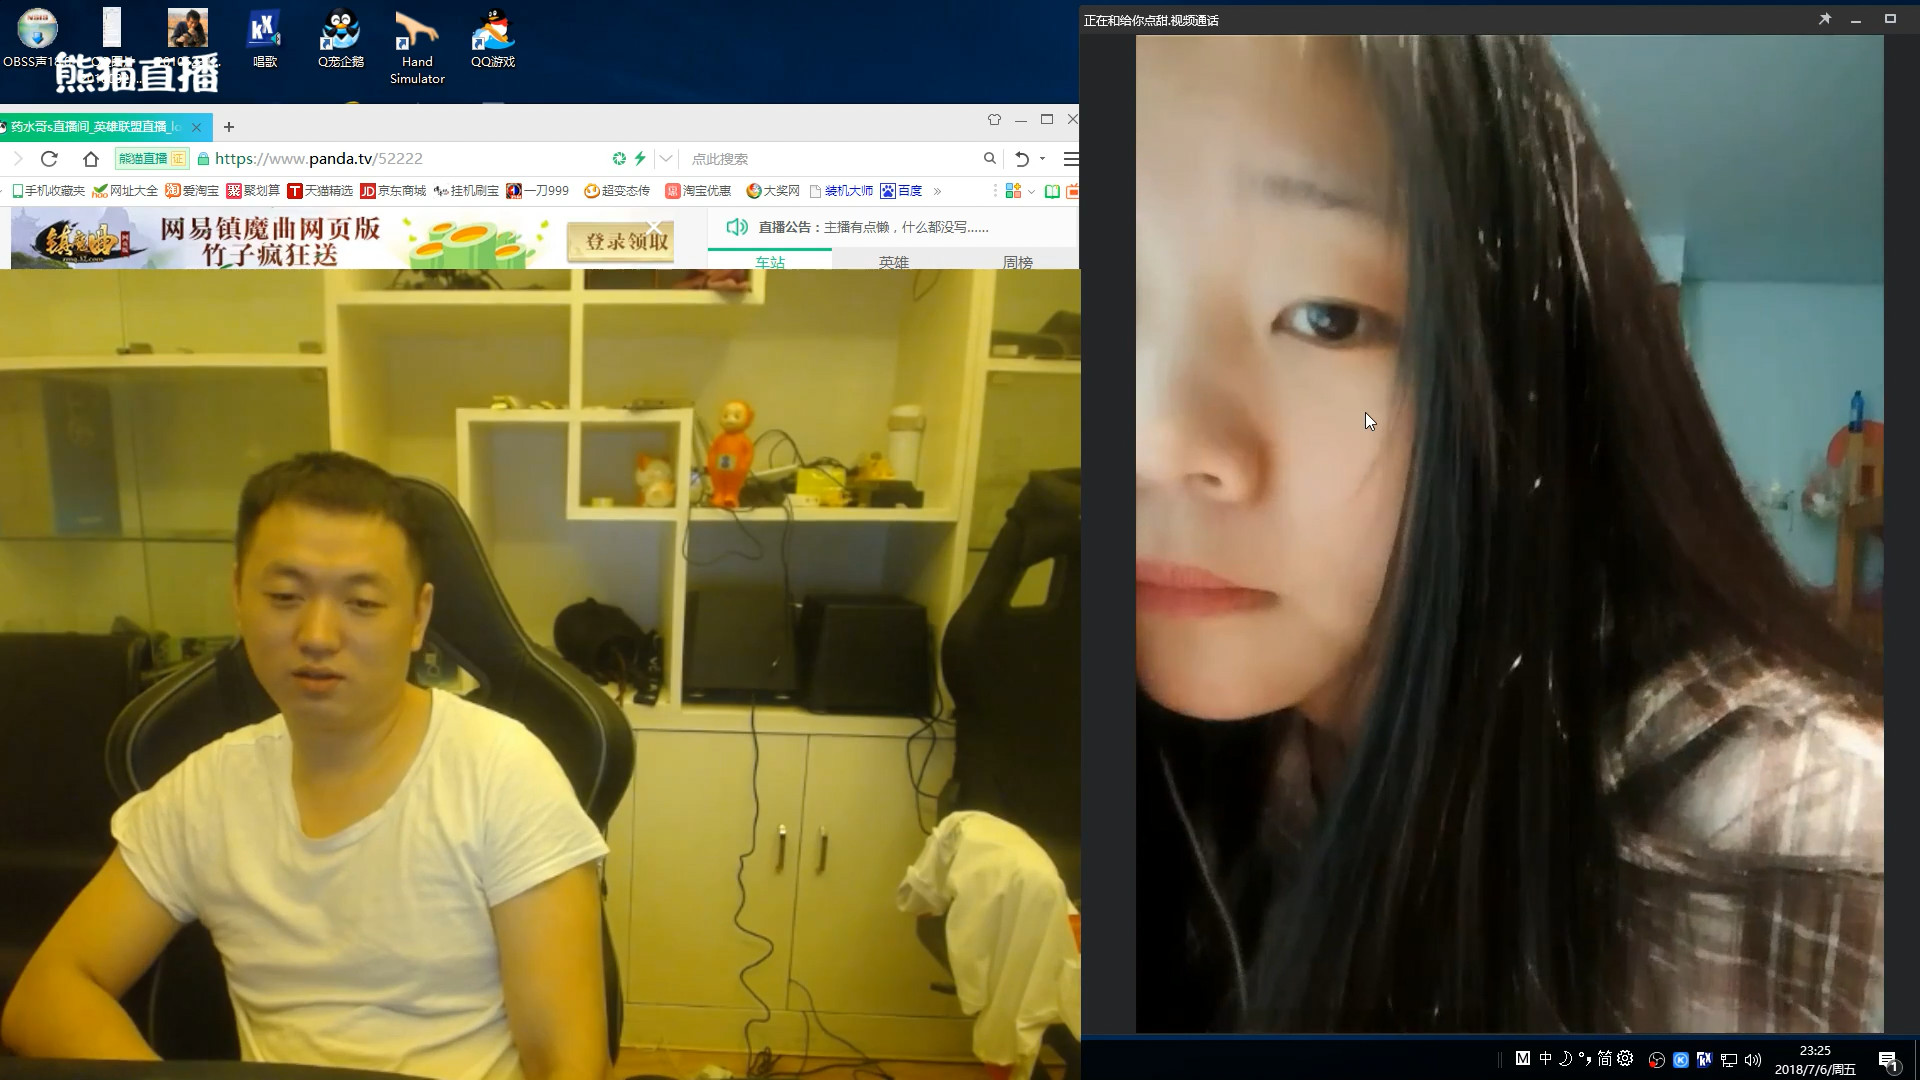 正在和给你点甜.视频通话
唱歌
Q宠企鹅
Hand
Simulator
QQ游戏
熊猫直播
药水哥s直播间_英雄联盟直播_lo
熊猫直播 证
https://www.panda.tv/52222
点此搜索
手机收藏夹
网址大全
爱淘宝
聚划算
天猫精选
京东商城
挂机刷宝
一刀999
超变态传
淘宝优惠
大奖网
装机大师
百度
镇魔曲
网易镇魔曲网页版
竹子疯狂送
登录领取
直播公告：主播有点懒，什么都没写......
车站
英雄
周榜
中
简
23:25
2018/7/6/周五
1